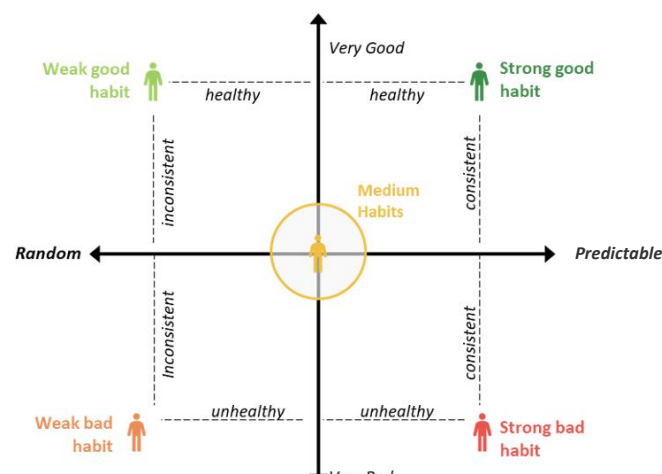 Very Good
Weak good
habit
Strong good
habit
healthy
healthy
inconsistent
consistent
Medium
Habits
Random
Predictable
Inconsistent
consistent
unhealthy
unhealthy
Weak bad
habit
Strong bad
habit